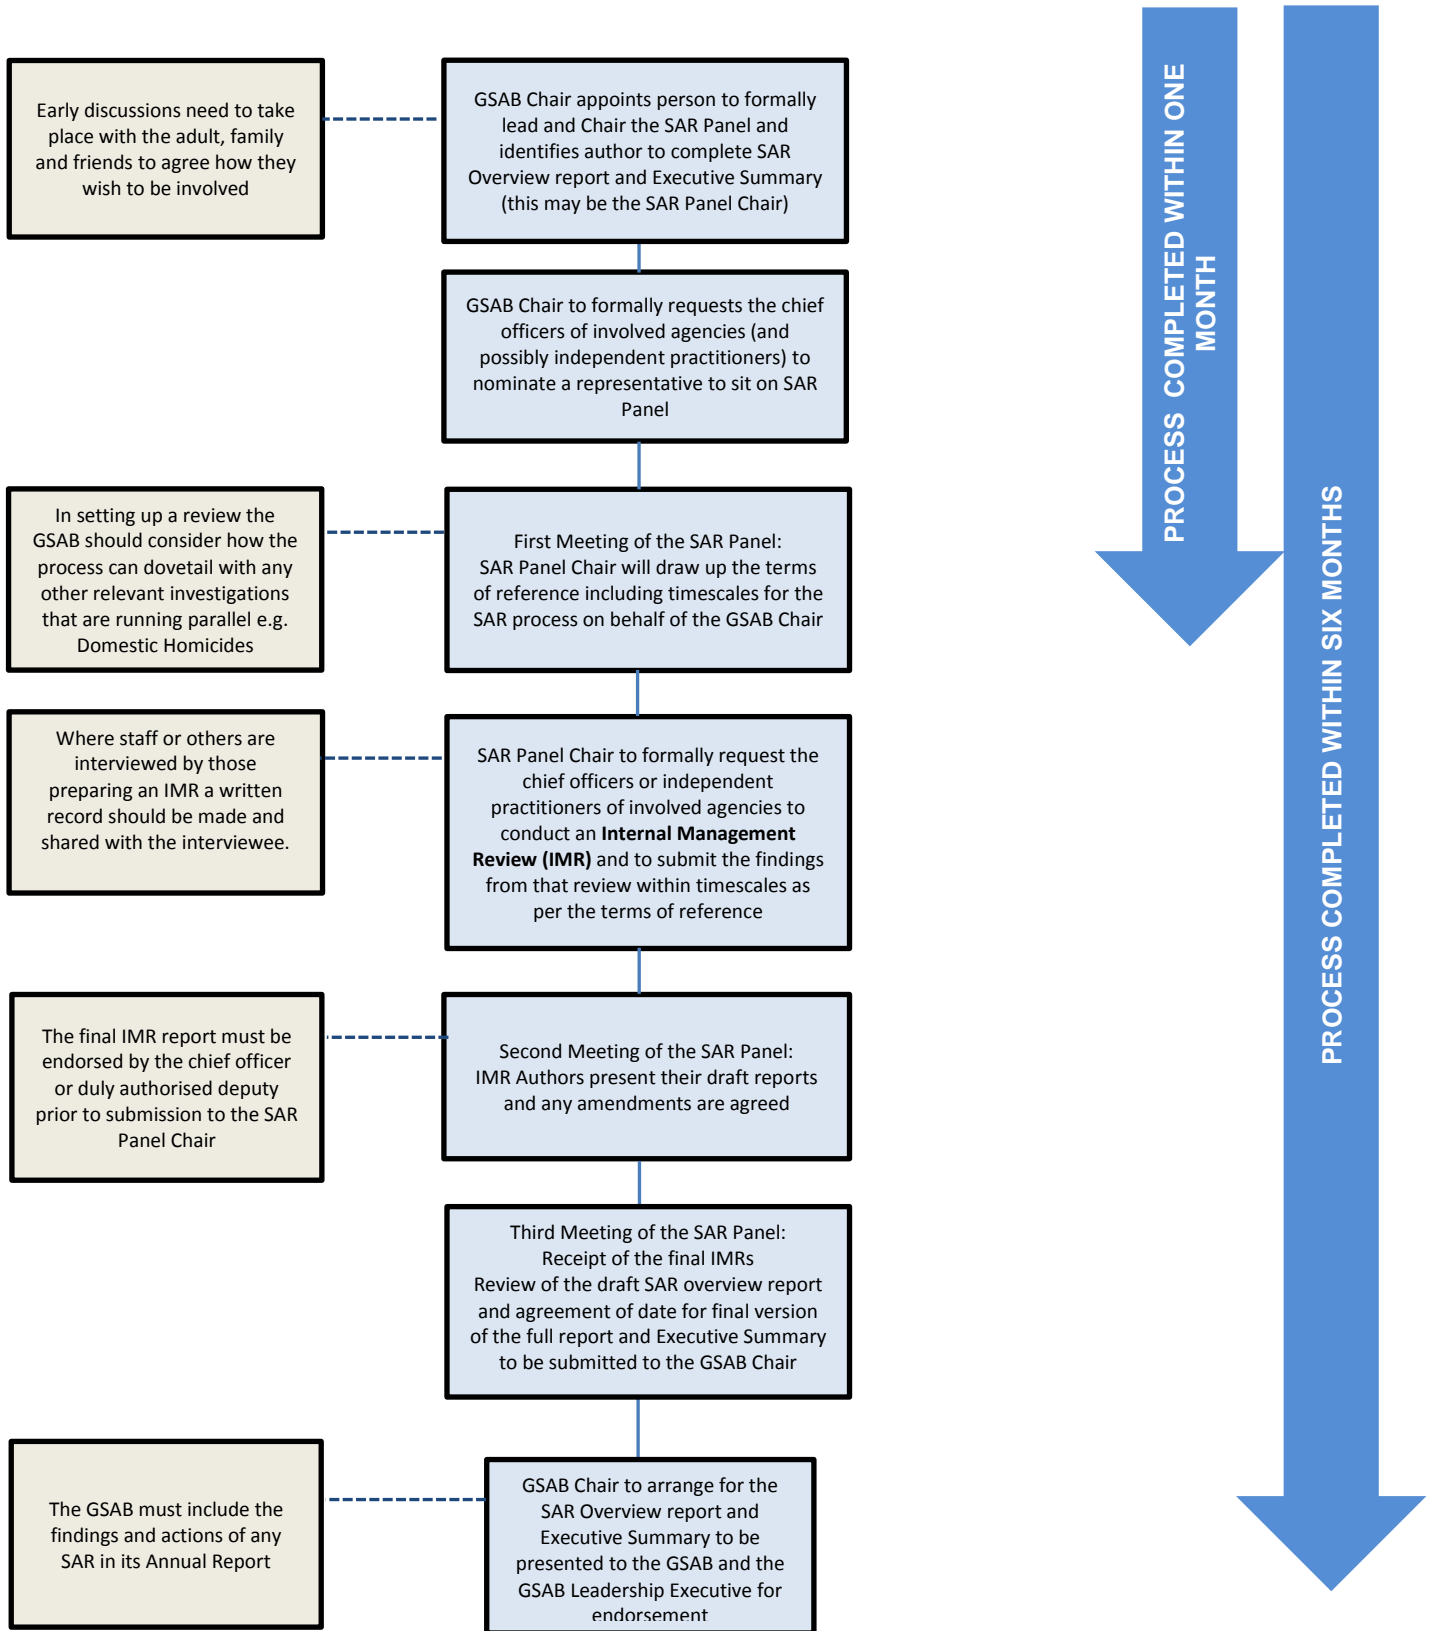 Early discussions need to take
place with the adult, family
and friends to agree how they
wish to be involved
GSAB Chair appoints person to formally
lead and Chair the SAR Panel and
identifies author to complete SAR
Overview report and Executive Summary
(this may be the SAR Panel Chair)
GSAB Chair to formally requests the chief
officers of involved agencies (and
possibly independent practitioners) to
nominate a representative to sit on SAR
Panel
In setting up a review the
GSAB should consider how the
process can dovetail with any
other relevant investigations
that are running parallel e.g.
Domestic Homicides
First Meeting of the SAR Panel:
SAR Panel Chair will draw up the terms
of reference including timescales for the
SAR process on behalf of the GSAB Chair
Where staff or others are
interviewed by those
preparing an IMR a written
record should be made and
shared with the interviewee.
SAR Panel Chair to formally request the
chief officers or independent
practitioners of involved agencies to
conduct an Internal Management
Review (IMR) and to submit the findings
from that review within timescales as
per the terms of reference
The final IMR report must be
endorsed by the chief officer
or duly authorised deputy
prior to submission to the SAR
Panel Chair
Second Meeting of the SAR Panel:
IMR Authors present their draft reports
and any amendments are agreed
Third Meeting of the SAR Panel:
Receipt of the final IMRs
Review of the draft SAR overview report
and agreement of date for final version
of the full report and Executive Summary
to be submitted to the GSAB Chair
The GSAB must include the
findings and actions of any
SAR in its Annual Report
GSAB Chair to arrange for the
SAR Overview report and
Executive Summary to be
presented to the GSAB and the
GSAB Leadership Executive for
endorsement
PROCESS COMPLETED WITHIN ONE
MONTH
PROCESS COMPLETED WITHIN SIX MONTHS